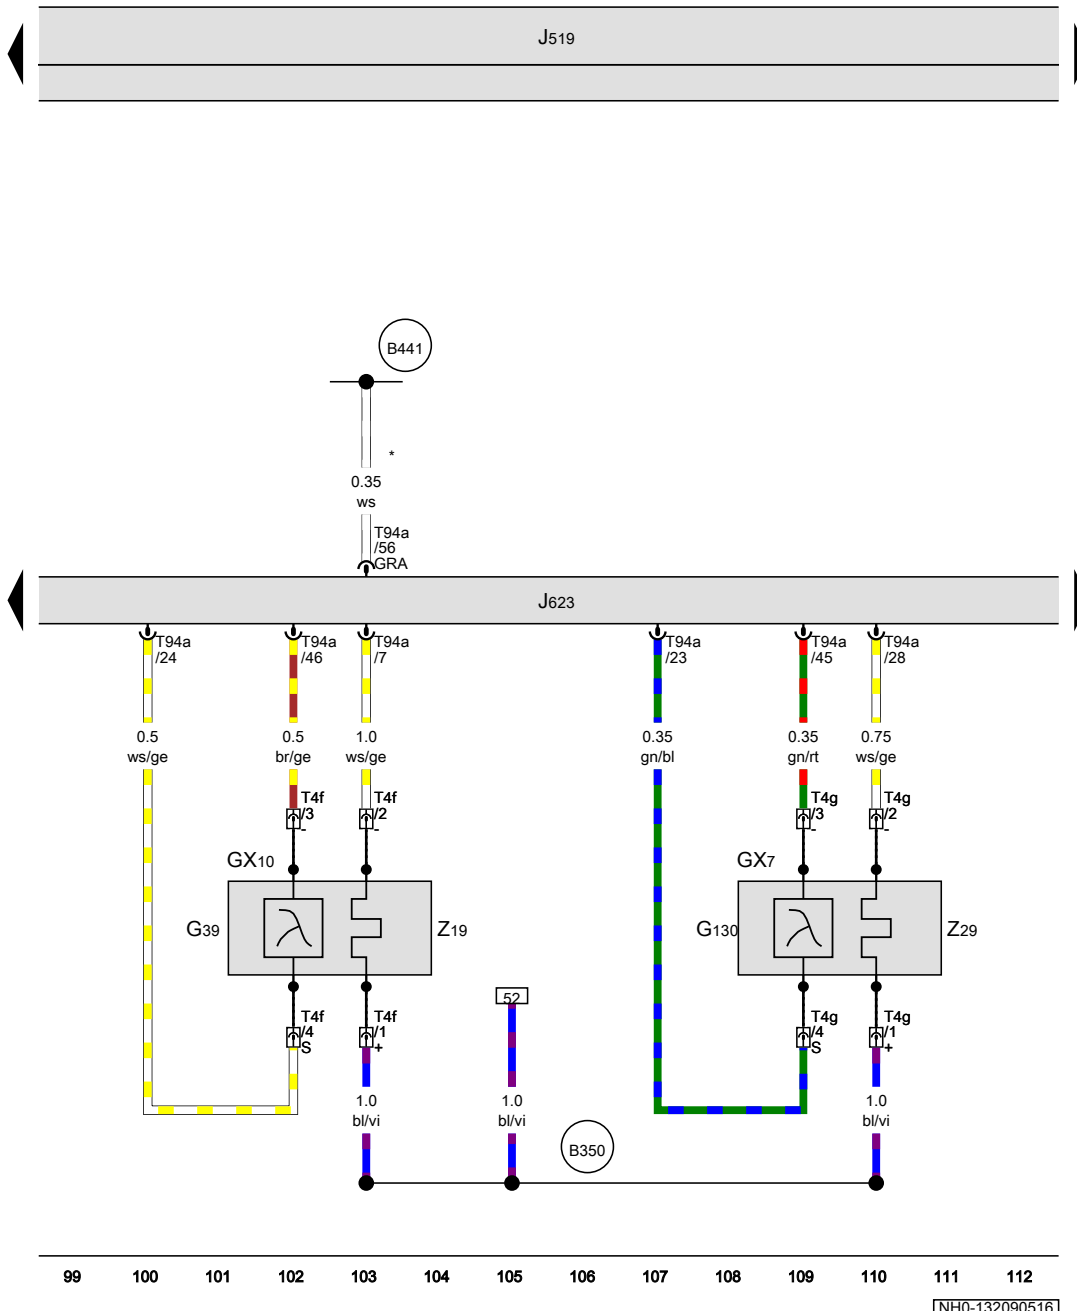 J519
B441
*
0.35
ws
T94a
/56
GRA
J623
T94a
/24
T94a
/46
T94a
/7
T94a
/23
T94a
/45
T94a
/28
0.5
ws/ge
0.5
br/ge
1.0
ws/ge
0.35
gn/bl
0.35
gn/rt
0.75
ws/ge
T4f
/3
-
T4f
/2
-
T4g
/3
-
T4g
/2
-
GX10
GX7
G39
Z19
G130
Z29
52
T4f
/4
S
T4f
/1
+
T4g
/4
S
T4g
/1
+
1.0
bl/vi
1.0
bl/vi
1.0
bl/vi
B350
99 100 101 102 103 104 105 106 107 108 109 110 111 112
NH0-132090516